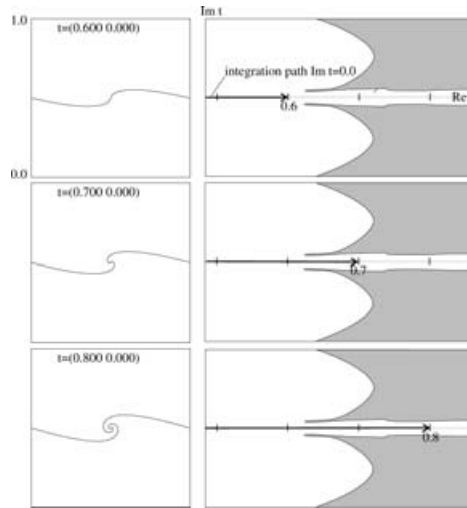 Im t
1.0
t=(0.600 0.000)
integration path Im t=0.0
Re
0.6
0.0
t=(0.700 0.000)
0.7
t=(0.800 0.000)
0.8